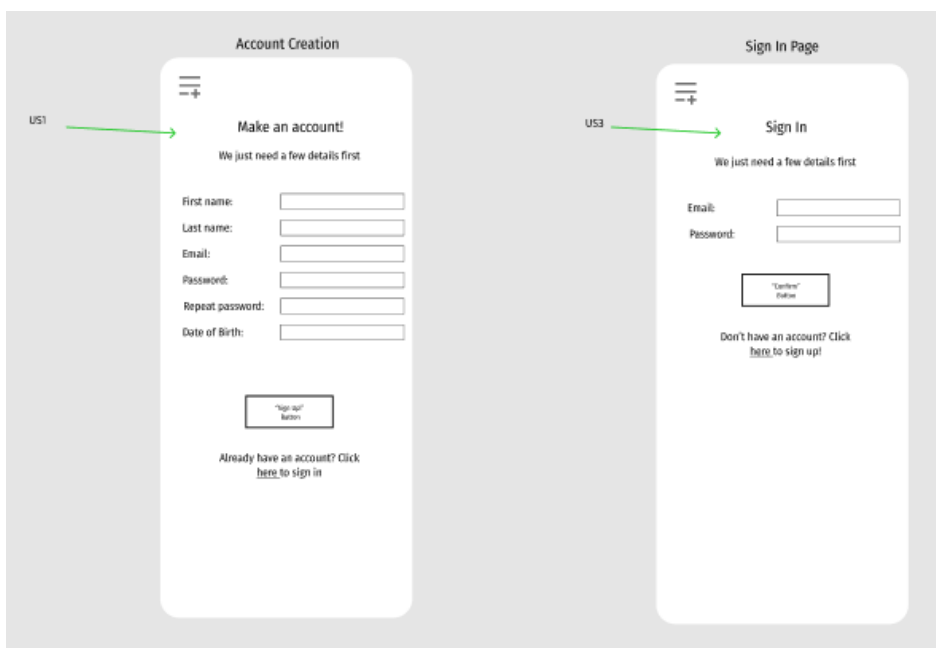 Account Creation
US1
Make an account!
We just need a few details first
First name:
Last name:
Email:
Password:
Repeat password:
Date of Birth:
"Sign Up!"
Button
Already have an account? Click
here to sign in
Sign In Page
US3
Sign In
We just need a few details first
Email:
Password:
"Confirm"
Button
Don't have an account? Click
here to sign up!